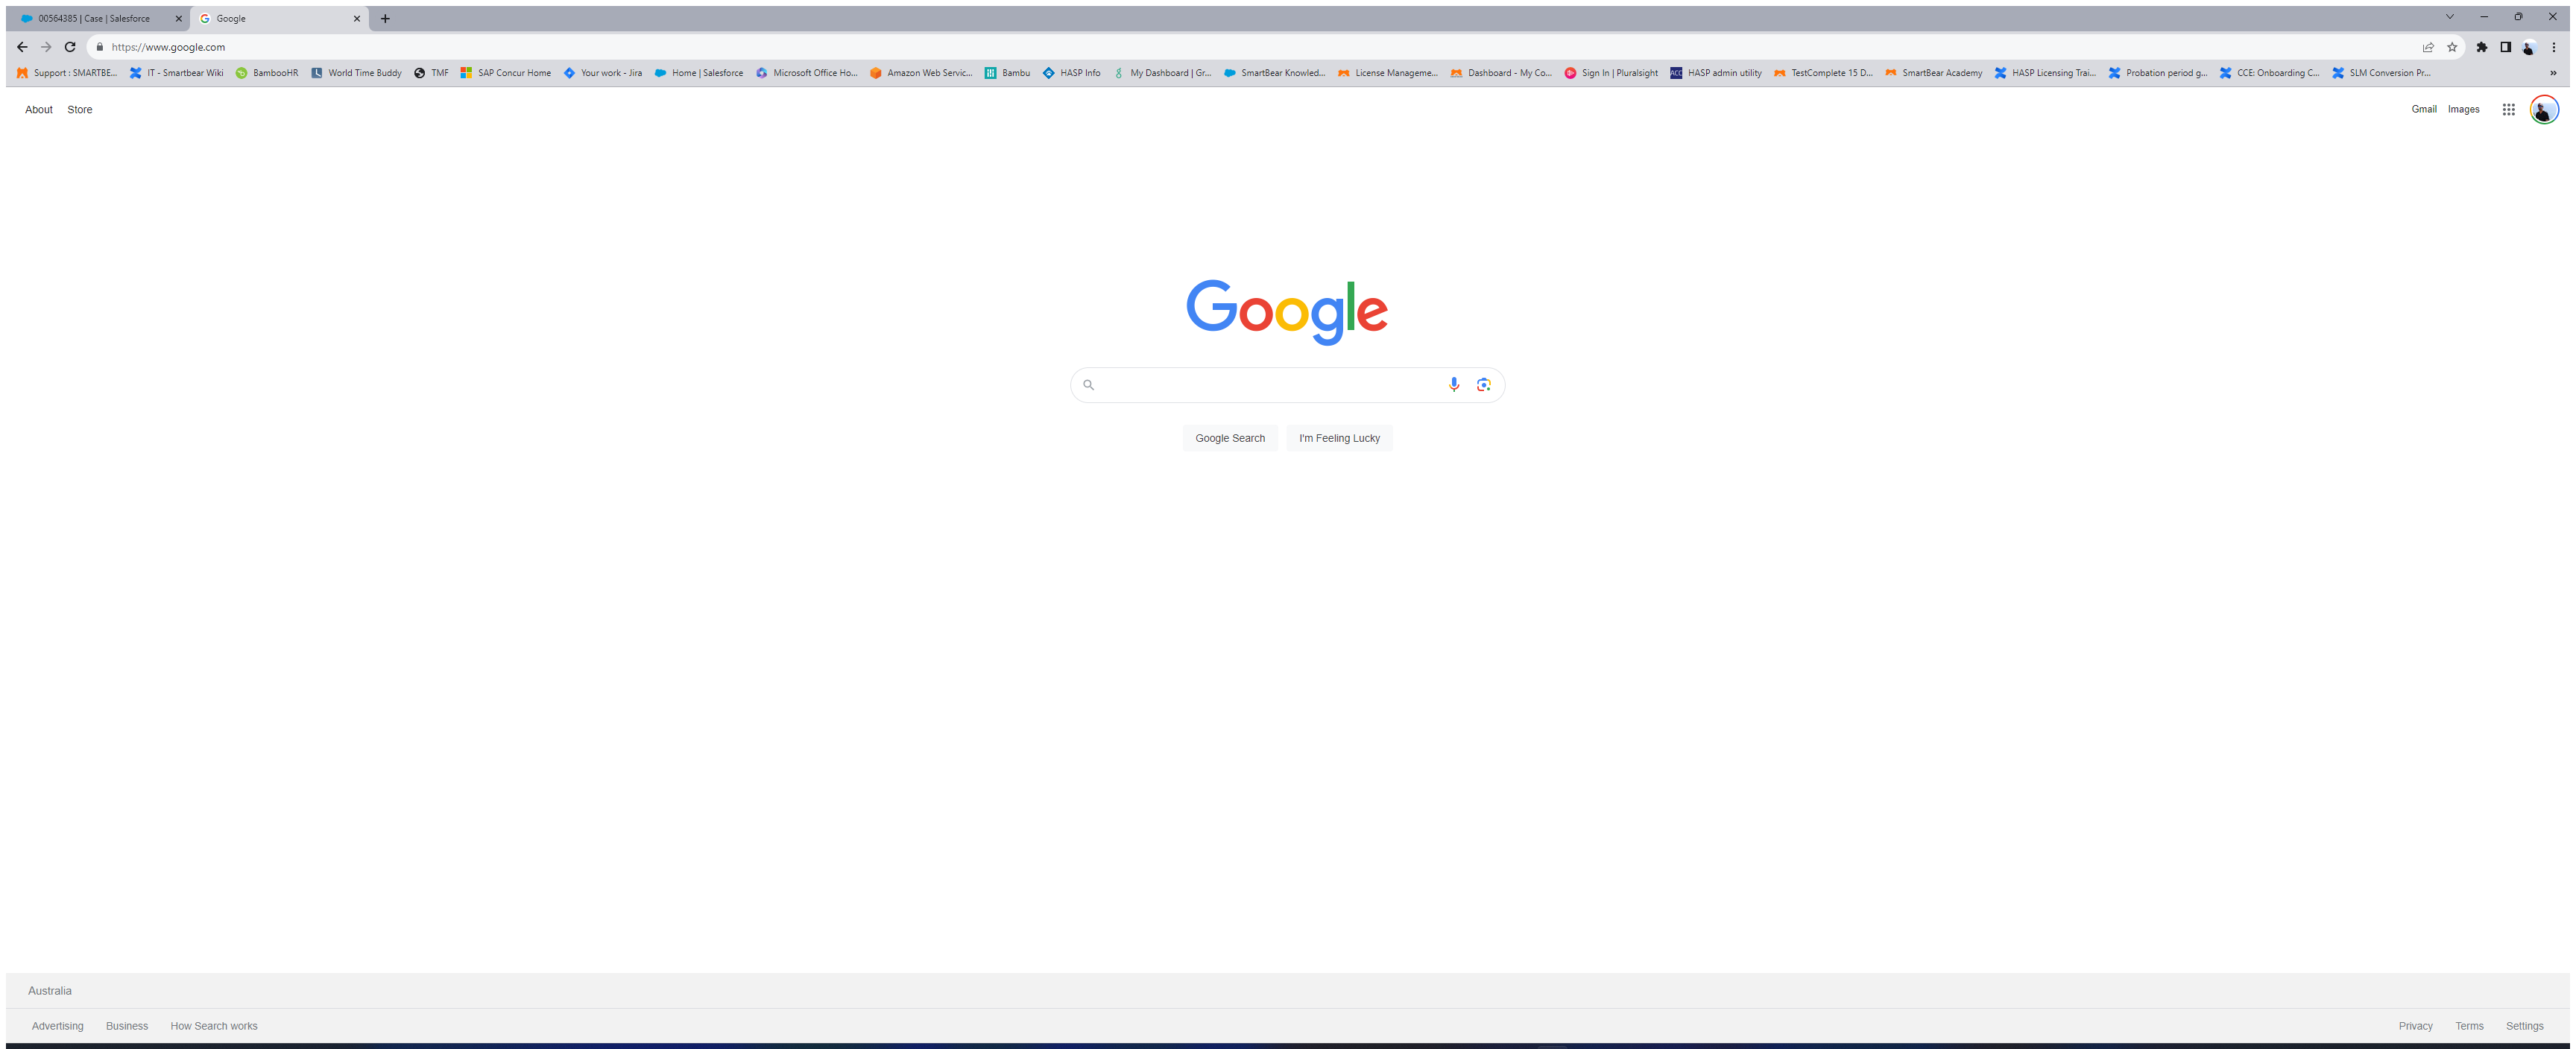 00564385 | Case | Salesforce Google
https://www.google.com
Support : SMARTBE... IT - Smartbear Wiki BambooHR World Time Buddy TMF SAP Concur Home Your work - Jira Home | Salesforce Microsoft Office Ho... Amazon Web Servic... Bambu HASP Info My Dashboard | Gr... SmartBear Knowled... License Manageme... Dashboard - My Co... Sign In | Pluralsight ACC HASP admin utility TestComplete 15 D... SmartBear Academy HASP Licensing Trai... Probation period g... CCE: Onboarding C... SLM Conversion Pr... »
About Store Gmail Images
Google
Google Search I'm Feeling Lucky
Australia
Advertising Business How Search works Privacy Terms Settings